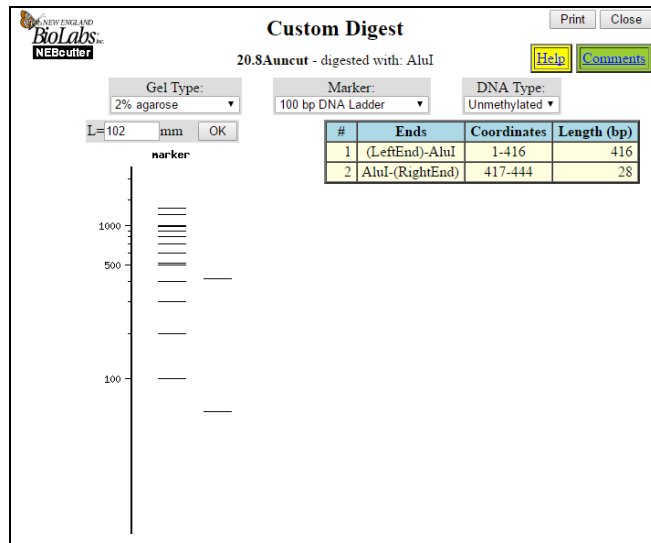 NEW ENGLAND
BioLabs Inc.
NEBcutter
Custom Digest
Print Close
20.8Auncut - digested with: AluI
Help Comments
Gel Type: Marker: DNA Type:
2% agarose 100 bp DNA Ladder Unmethylated
L= 102 mm OK
# Ends Coordinates Length (bp)
1 (LeftEnd)-AluI 1-416 416
2 AluI-(RightEnd) 417-444 28
marker
1000
500
100